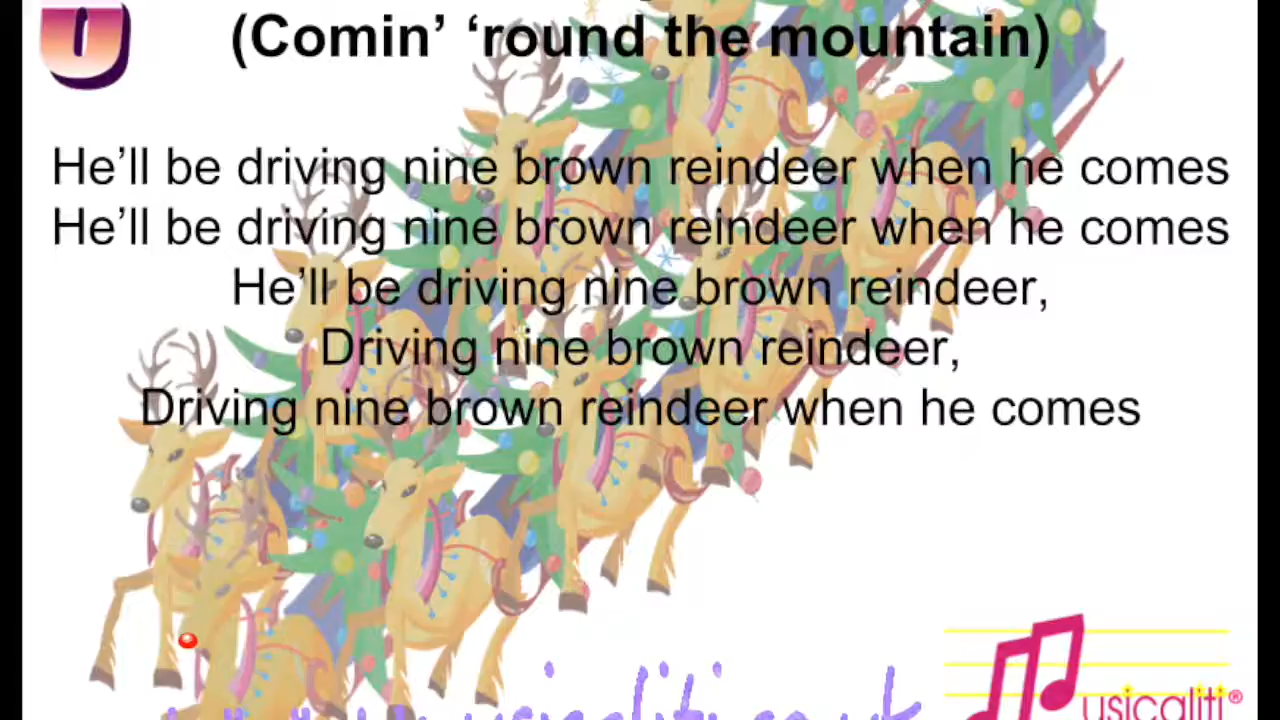 U
(Comin’ ‘round the mountain)
He’ll be driving nine brown reindeer when he comes
He’ll be driving nine brown reindeer when he comes
He’ll be driving nine brown reindeer,
Driving nine brown reindeer,
Driving nine brown reindeer when he comes
usicaliti®